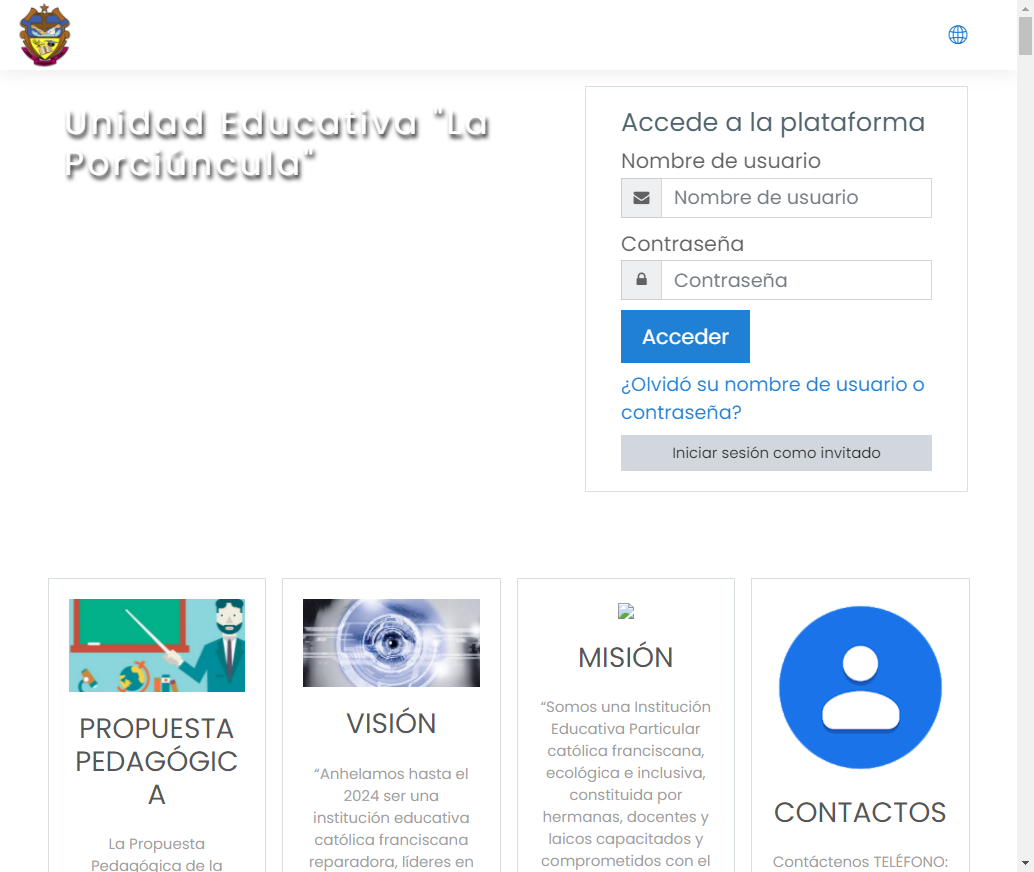 Unidad Educativa "La
Porciúncula"
Accede a la plataforma
Nombre de usuario
Nombre de usuario
Contraseña
Contraseña
Acceder
¿Olvidó su nombre de usuario o
contraseña?
Iniciar sesión como invitado
PROPUESTA
PEDAGÓGIC
A
La Propuesta
Pedagógica de la
VISIÓN
“Anhelamos hasta el
2024 ser una
institución educativa
católica franciscana
reparadora, líderes en
MISIÓN
“Somos una Institución
Educativa Particular
católica franciscana,
ecológica e inclusiva,
constituida por
hermanas, docentes y
laicos capacitados y
comprometidos con el
CONTACTOS
Contáctenos TELÉFONO: